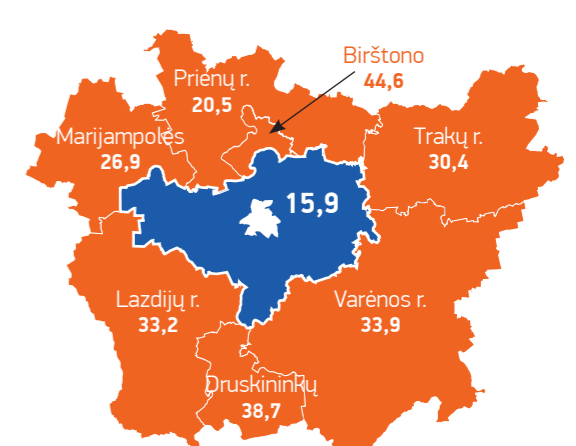 Birštono
44,6
Prienų r.
20,5
Marijampolės
26,9
Trakų r.
30,4
15,9
Lazdijų r.
33,2
Varėnos r.
33,9
Druskininkų
38,7